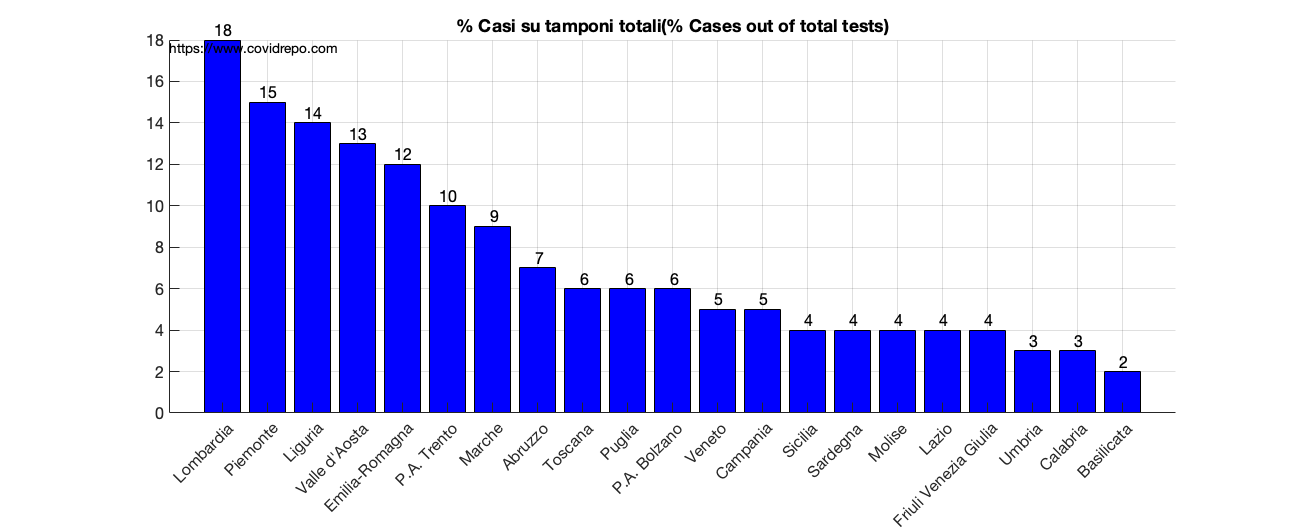 % Casi su tamponi totali(% Cases out of total tests)
https://www.covidrepo.com
18
16
14
12
10
8
6
4
2
0
18
15
14
13
12
10
9
7
6
6
6
5
5
4
4
4
4
4
3
3
2
Lombardia
Piemonte
Liguria
Valle d'Aosta
Emilia-Romagna
P.A. Trento
Marche
Abruzzo
Toscana
Puglia
P.A. Bolzano
Veneto
Campania
Sicilia
Sardegna
Molise
Lazio
Friuli Venezia Giulia
Umbria
Calabria
Basilicata